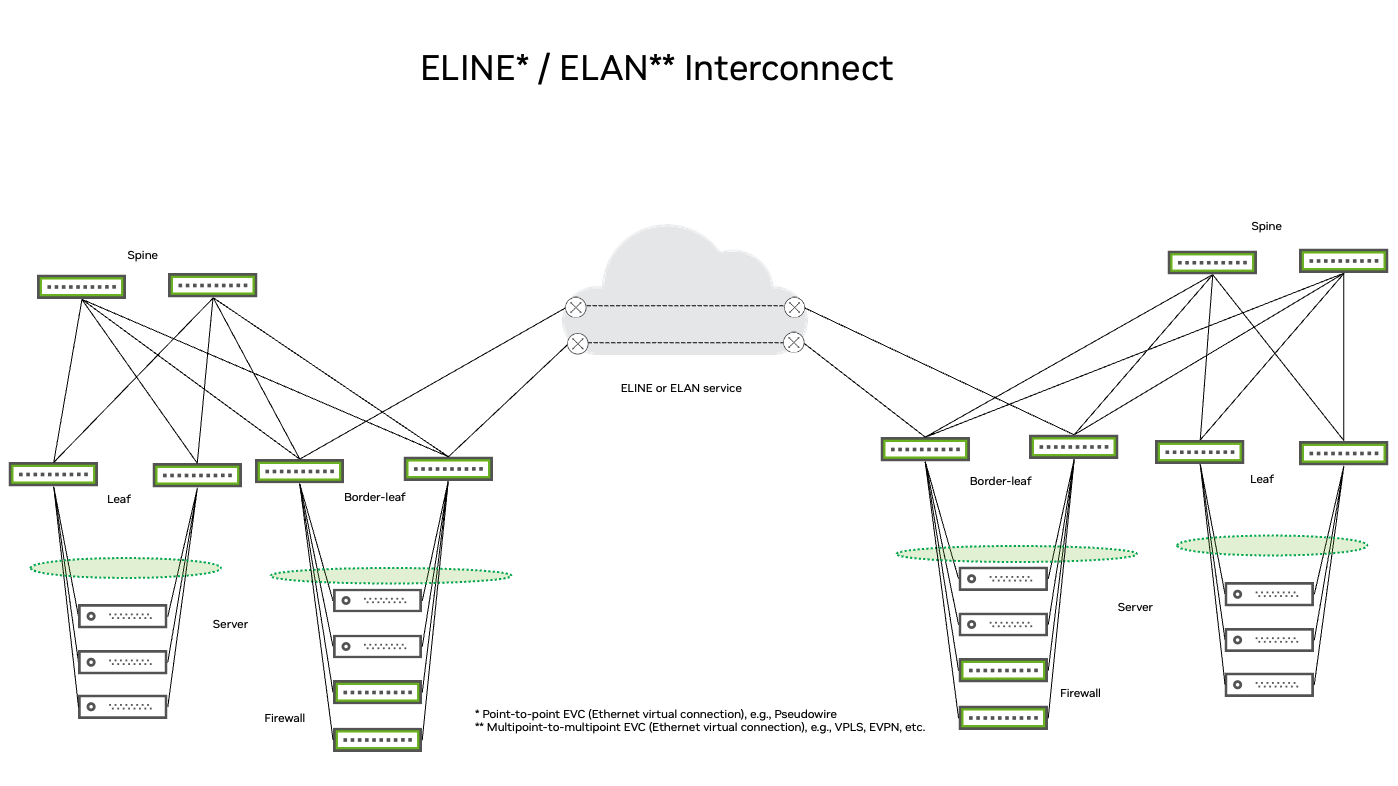 ELINE* / ELAN** Interconnect
Spine
Spine
ELINE or ELAN service
Leaf
Border-leaf
Border-leaf
Leaf
Server
Server
Firewall
Firewall
* Point-to-point EVC (Ethernet virtual connection), e.g., Pseudowire
** Multipoint-to-multipoint EVC (Ethernet virtual connection), e.g., VPLS, EVPN, etc.